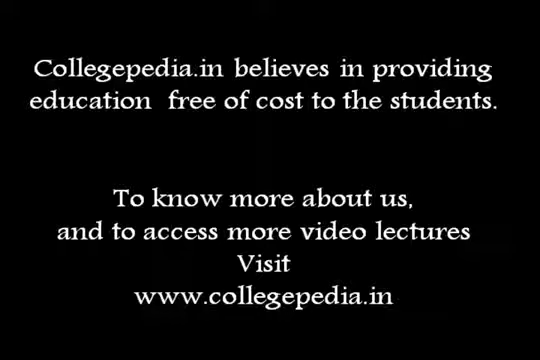 Collegepedia.in believes in providing
education free of cost to the students.
To know more about us,
and to access more video lectures
Visit
www.collegepedia.in